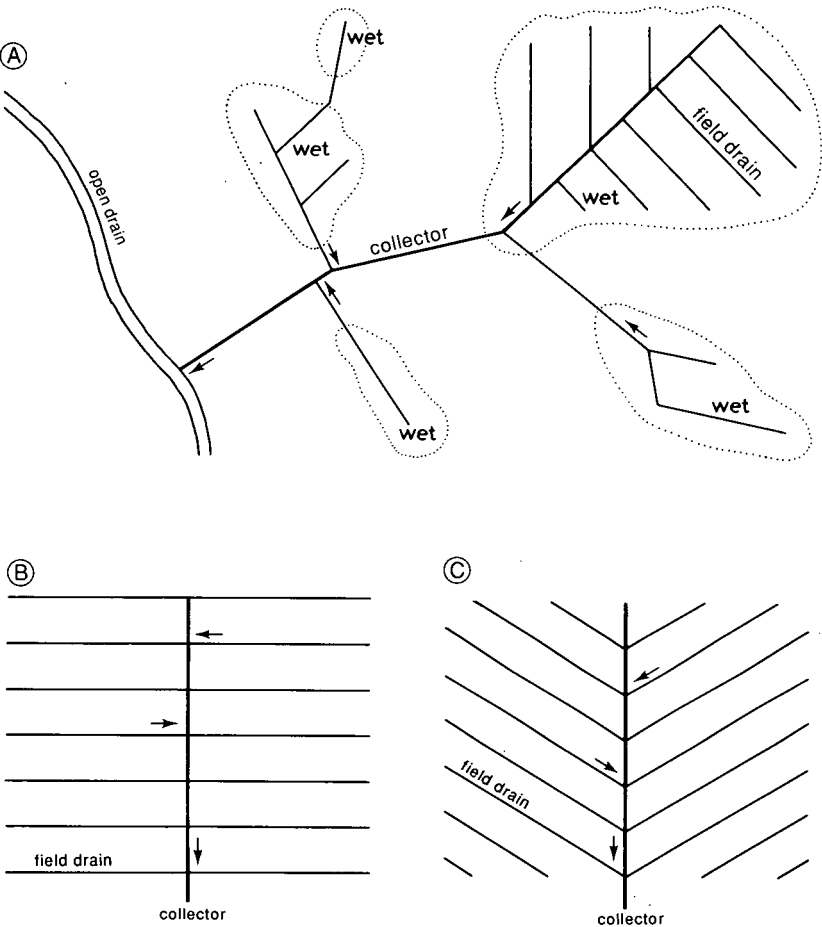 A
wet
wet
open drain
field drain
wet
collector
wet
wet
B
C
field drain
field drain
collector
collector